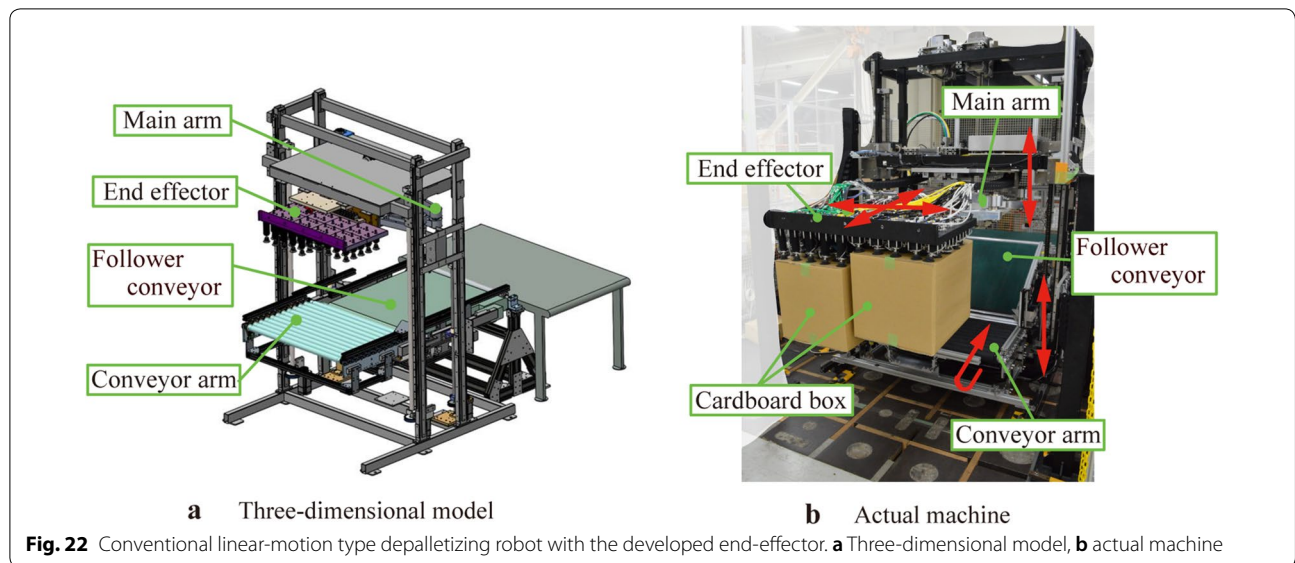 Main arm
End effector
Follower
conveyor
Conveyor arm
a Three-dimensional model
Main arm
End effector
Follower
conveyor
Cardboard box
Conveyor arm
b Actual machine
Fig. 22 Conventional linear-motion type depalletizing robot with the developed end-effector. a Three-dimensional model, b actual machine